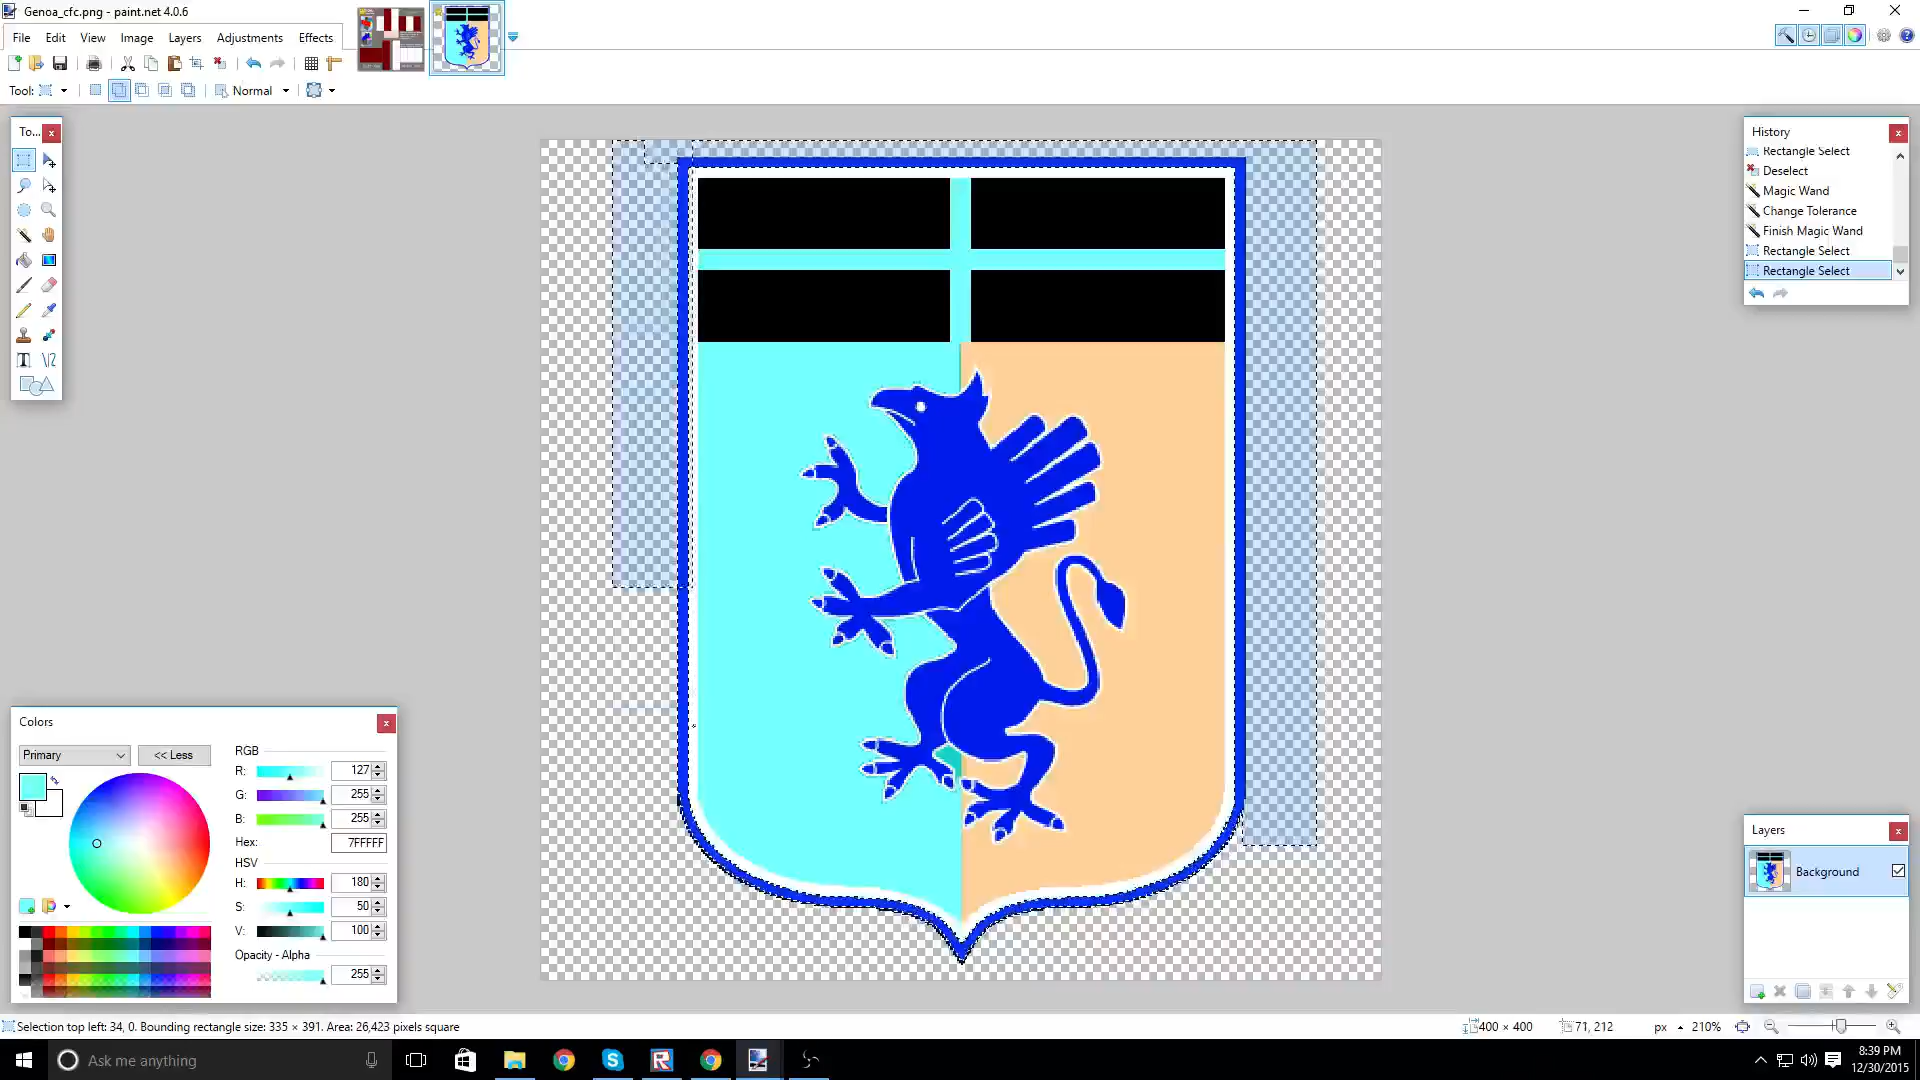 Genoa_cfc.png - paint.net 4.0.6
File Edit View Image Layers Adjustments Effects
Tool: Normal
To...
History
Rectangle Select
Deselect
Magic Wand
Change Tolerance
Finish Magic Wand
Rectangle Select
Rectangle Select
Colors
Primary
<< Less
RGB
R: 127
G: 255
B: 255
Hex: 7FFFFF
HSV
H: 180
S: 50
V: 100
Opacity - Alpha
255
Layers
Background
Selection top left: 34, 0. Bounding rectangle size: 335 × 391. Area: 26,423 pixels square
400 × 400
71, 212
px
210%
Ask me anything
8:39 PM
12/30/2015